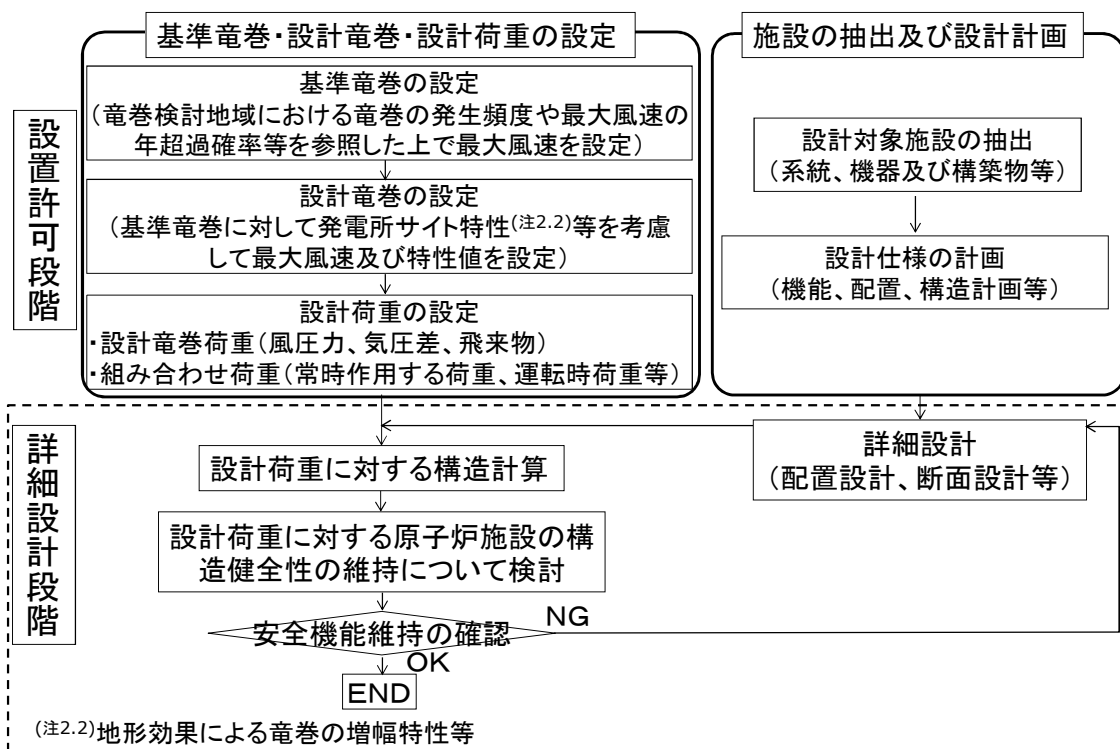 基準竜巻・設計竜巻・設計荷重の設定
基準竜巻の設定
(竜巻検討地域における竜巻の発生頻度や最大風速の
年超過確率等を参照した上で最大風速を設定)
設計竜巻の設定
(基準竜巻に対して発電所サイト特性(注2.2)等を考慮
して最大風速及び特性値を設定)
設計荷重の設定
・設計竜巻荷重(風圧力、気圧差、飛来物)
・組み合わせ荷重(常時作用する荷重、運転時荷重等)
施設の抽出及び設計計画
設計対象施設の抽出
(系統、機器及び構築物等)
設計仕様の計画
(機能、配置、構造計画等)
設置許可段階
詳細設計段階
詳細設計
(配置設計、断面設計等)
設計荷重に対する構造計算
設計荷重に対する原子炉施設の構
造健全性の維持について検討
安全機能維持の確認
NG
OK
END
(注2.2)地形効果による竜巻の増幅特性等